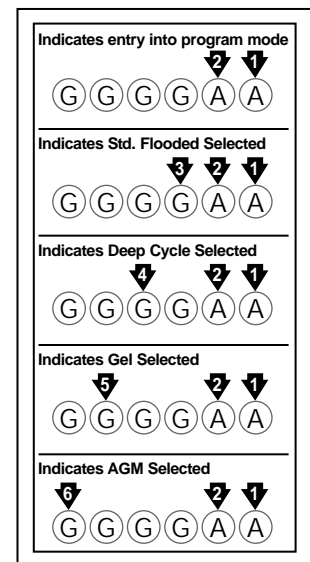 Indicates entry into program mode
2 1
G G G G A A
Indicates Std. Flooded Selected
3 2 1
G G G G A A
Indicates Deep Cycle Selected
4 2 1
G G G G A A
Indicates Gel Selected
5 2 1
G G G G A A
Indicates AGM Selected
6 2 1
G G G G A A